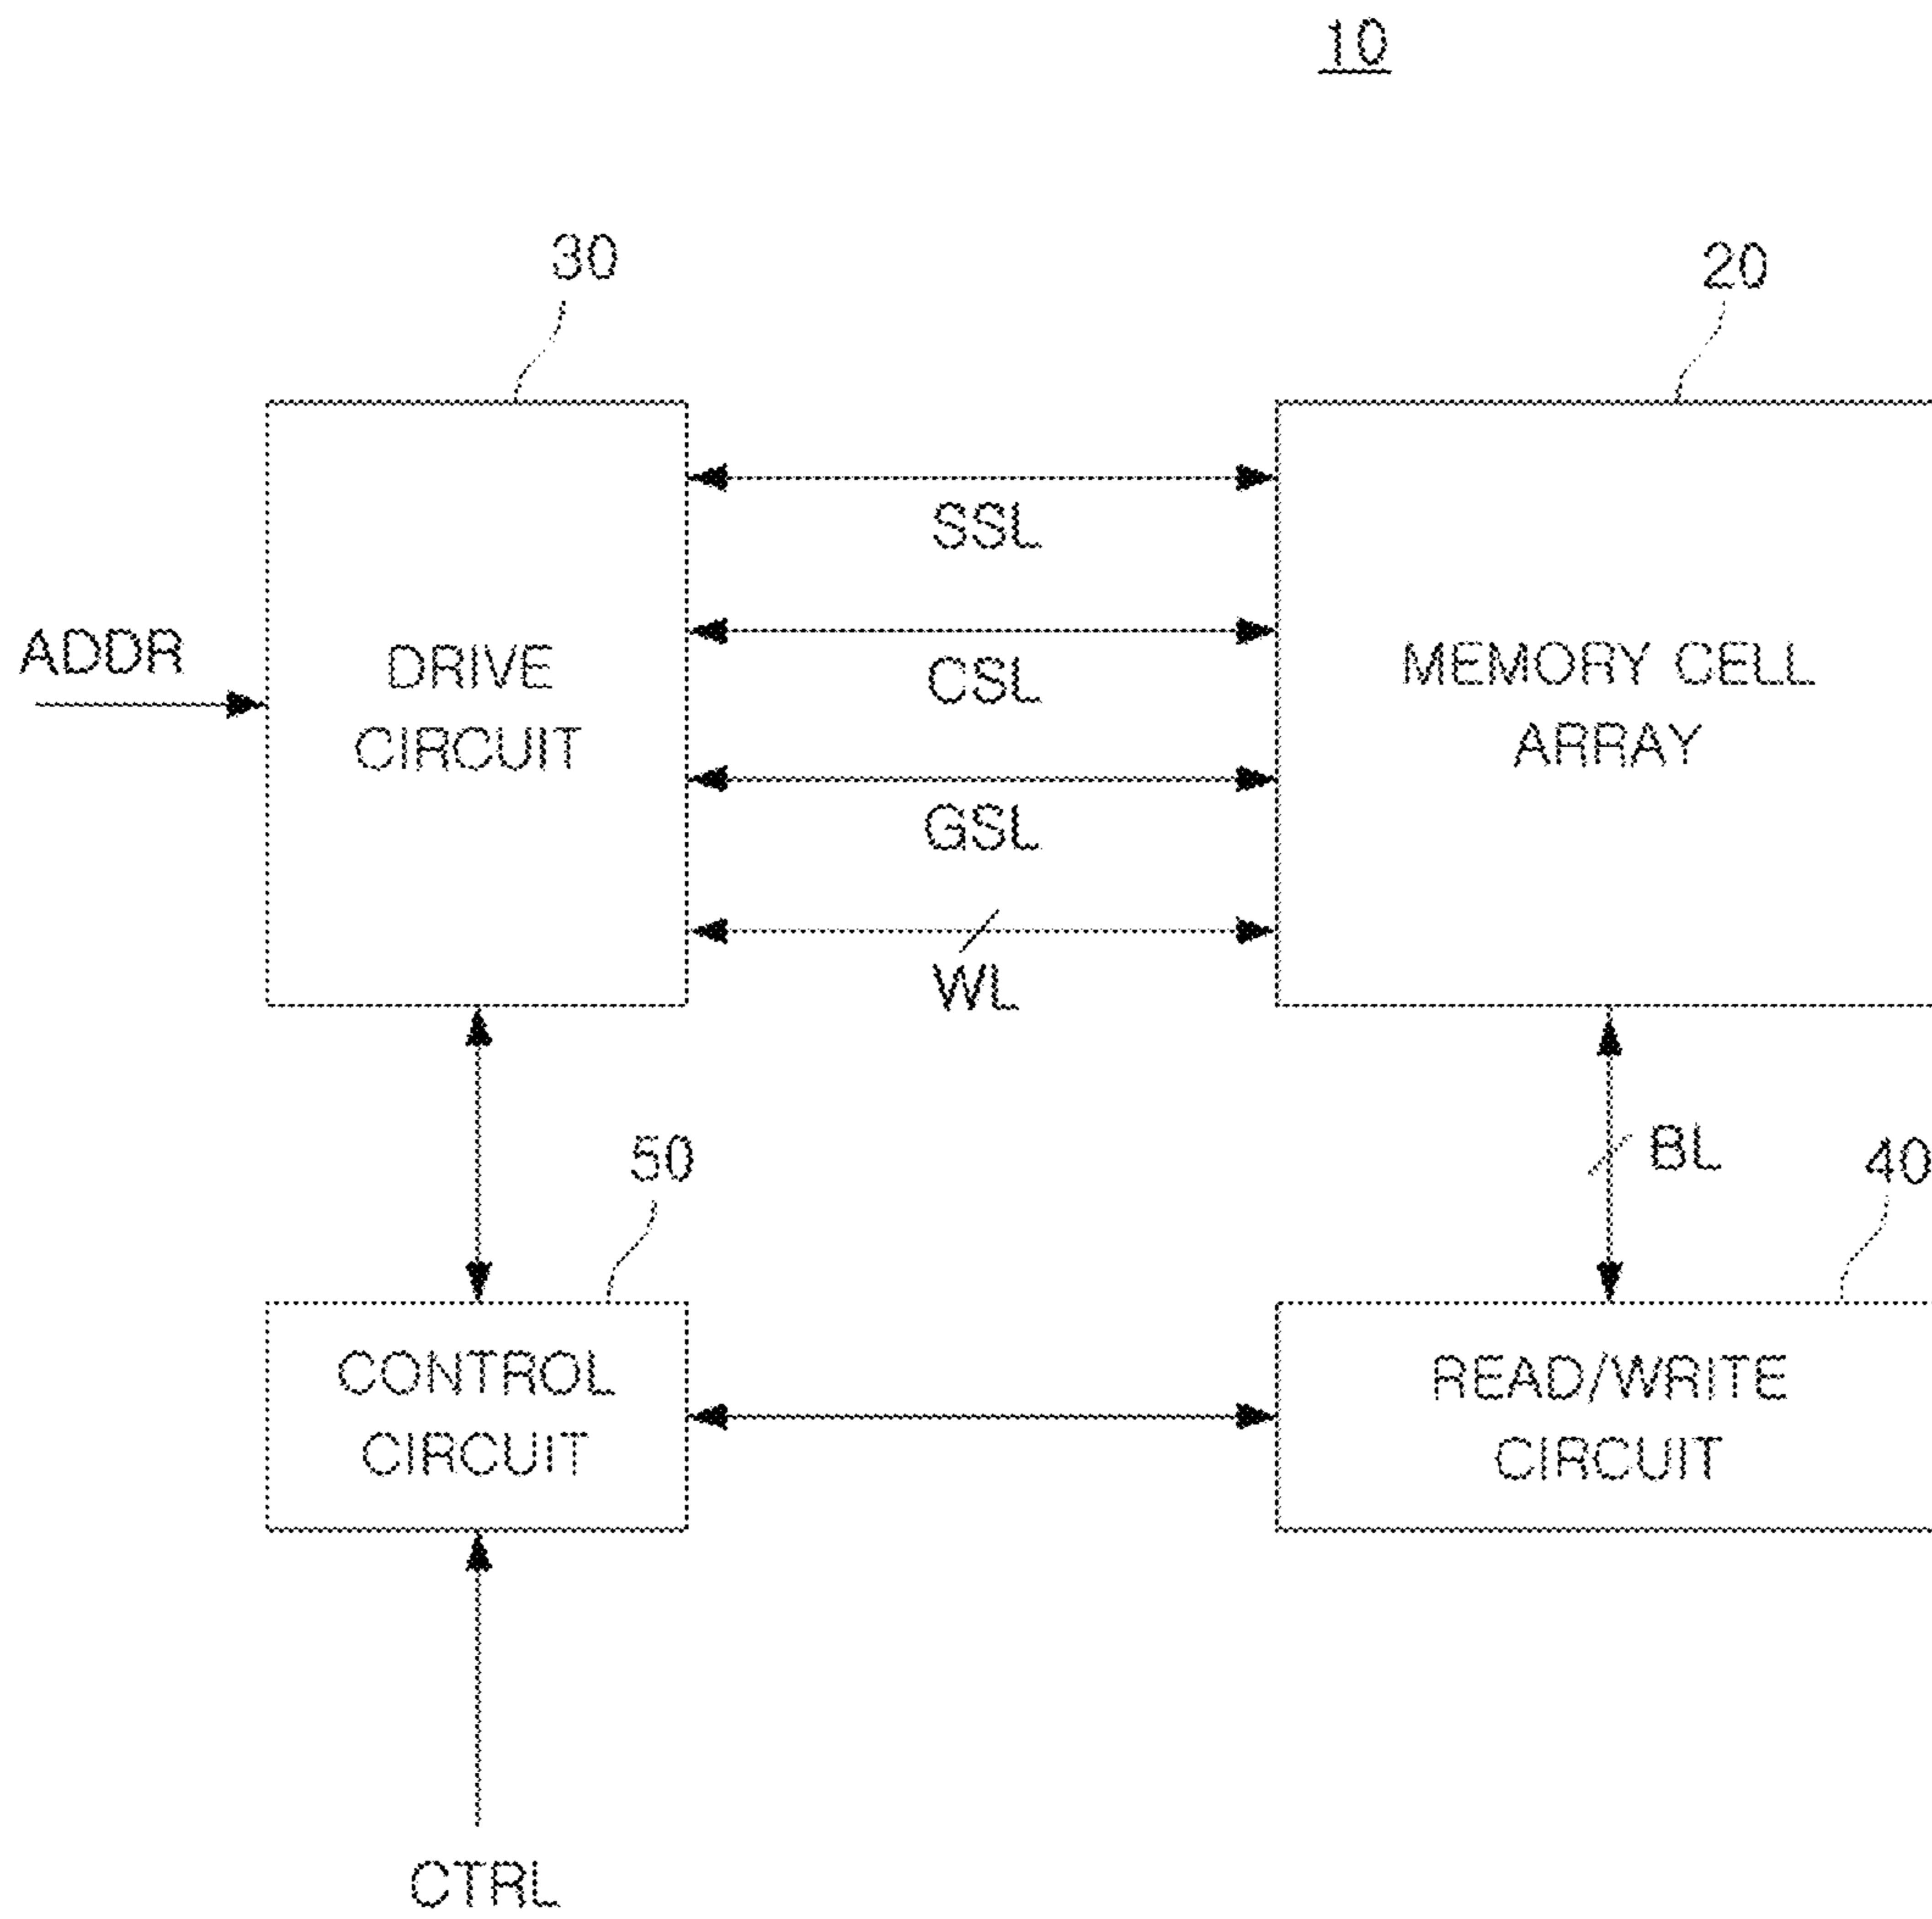 10
30
20
SSL
ADDR
DRIVE
CIRCUIT
CSL
MEMORY CELL
ARRAY
GSL
WL
50
BL
40
CONTROL
CIRCUIT
READ/WRITE
CIRCUIT
CTRL